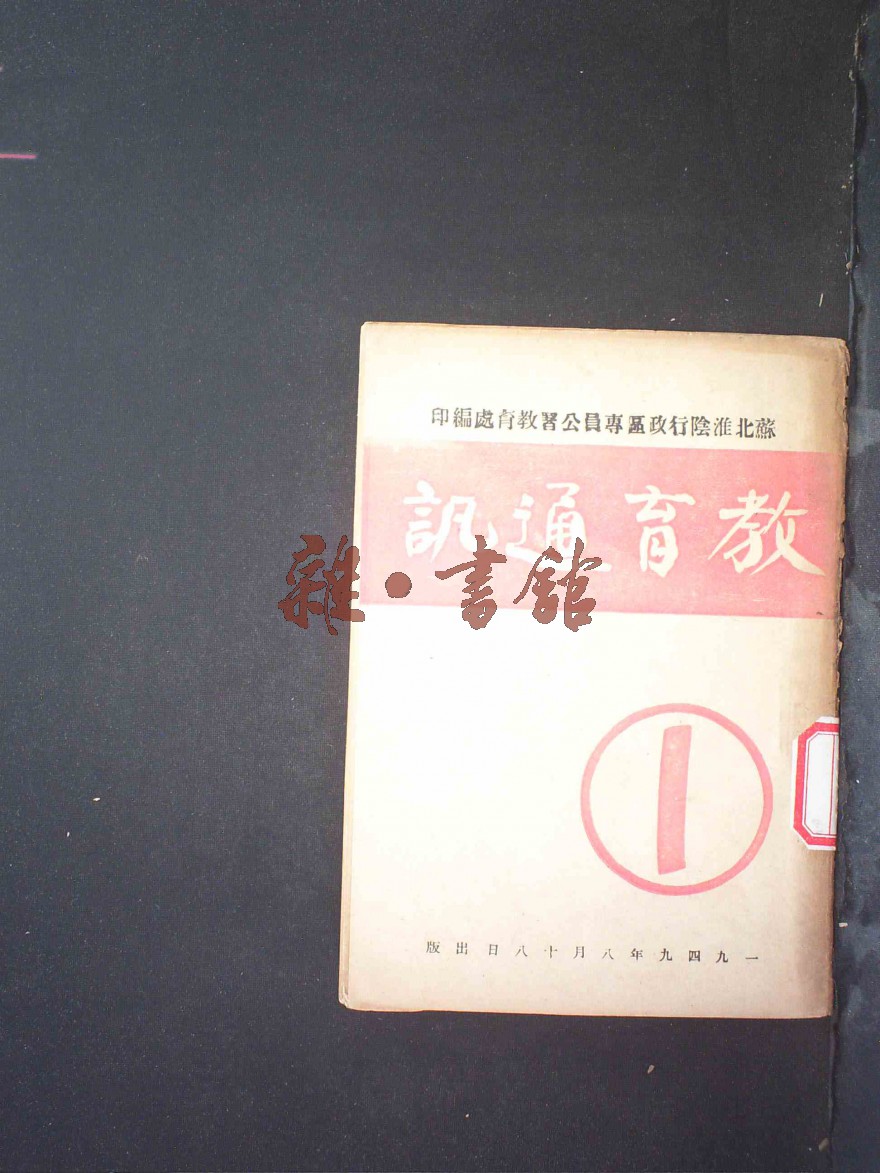 蘇北淮陰行政區專員公署教育處編印
教育通訊
雜·書館
1
一九四九年八月十八日出版